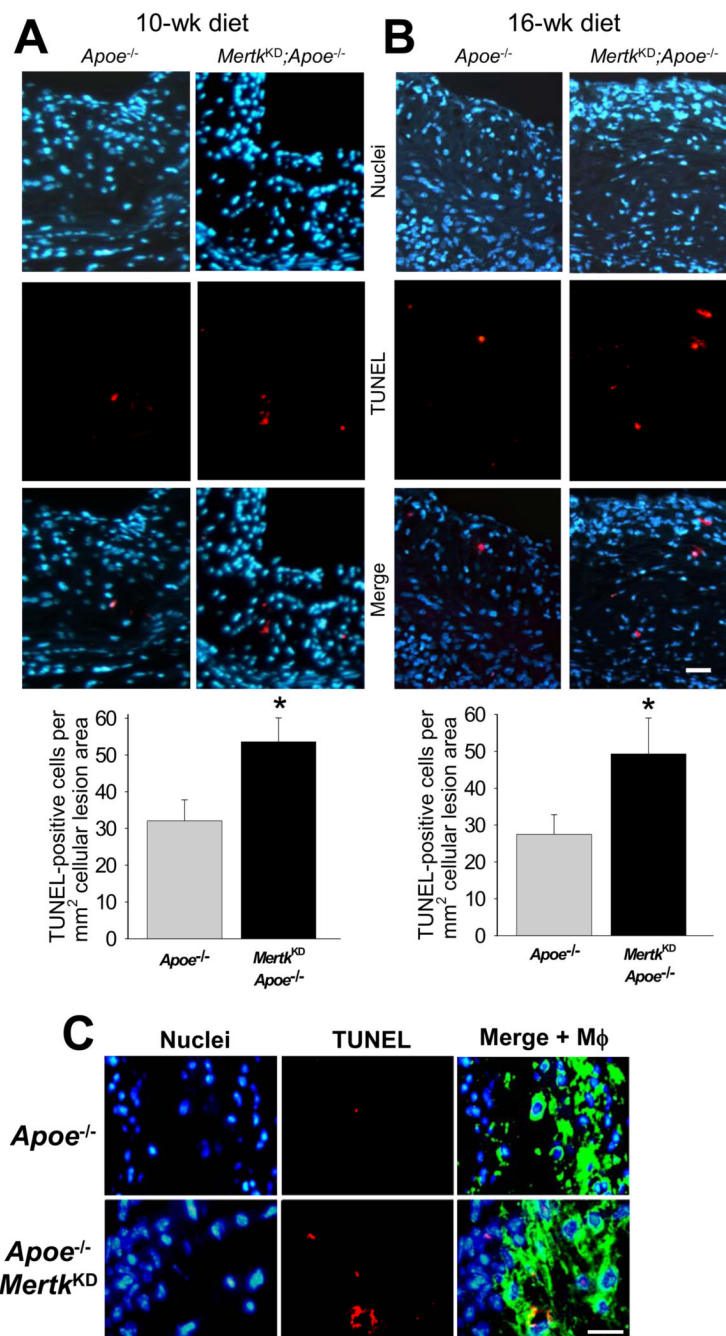 A 10-wk diet
Apoe-/- MertkKD;Apoe-/-
B 16-wk diet
Apoe-/- MertkKD;Apoe-/-
Nuclei
TUNEL
Merge
TUNEL-positive cells per
mm2 cellular lesion area
60
50
40
30
20
10
0
*
Apoe-/-
MertkKD
Apoe-/-
TUNEL-positive cells per
mm2 cellular lesion area
60
50
40
30
20
10
0
*
Apoe-/-
MertkKD
Apoe-/-
C Nuclei TUNEL Merge + Mϕ
Apoe-/-
Apoe-/-
MertkKD